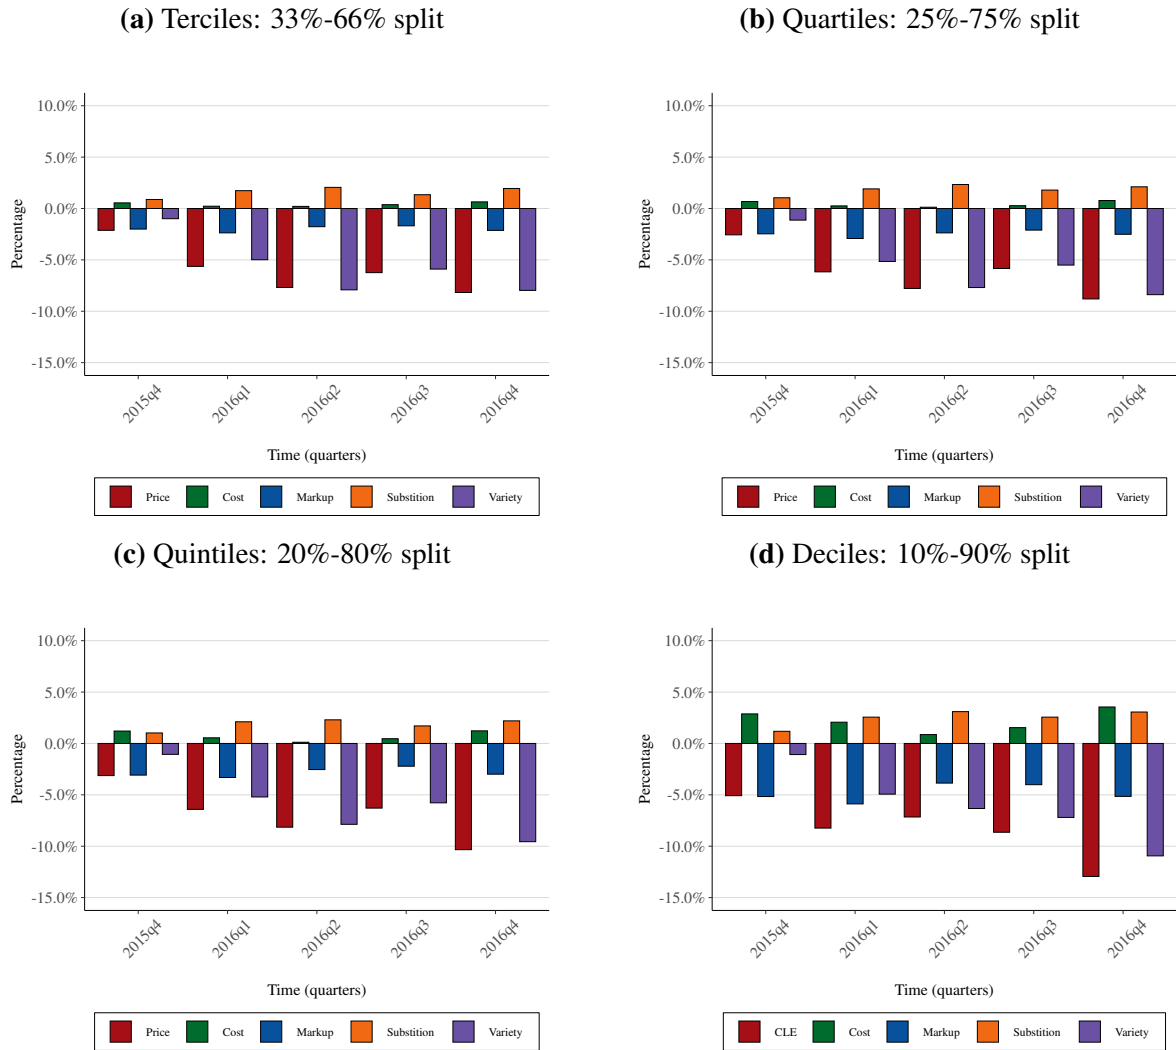 (a) Terciles: 33%-66% split
10.0%
5.0%
0.0%
-5.0%
-10.0%
-15.0%
Percentage
2015q4 2016q1 2016q2 2016q3 2016q4
Time (quarters)
Price Cost Markup Substition Variety
(b) Quartiles: 25%-75% split
10.0%
5.0%
0.0%
-5.0%
-10.0%
-15.0%
Percentage
2015q4 2016q1 2016q2 2016q3 2016q4
Time (quarters)
Price Cost Markup Substition Variety
(c) Quintiles: 20%-80% split
10.0%
5.0%
0.0%
-5.0%
-10.0%
-15.0%
Percentage
2015q4 2016q1 2016q2 2016q3 2016q4
Time (quarters)
Price Cost Markup Substition Variety
(d) Deciles: 10%-90% split
10.0%
5.0%
0.0%
-5.0%
-10.0%
-15.0%
Percentage
2015q4 2016q1 2016q2 2016q3 2016q4
Time (quarters)
CLE Cost Markup Substition Variety